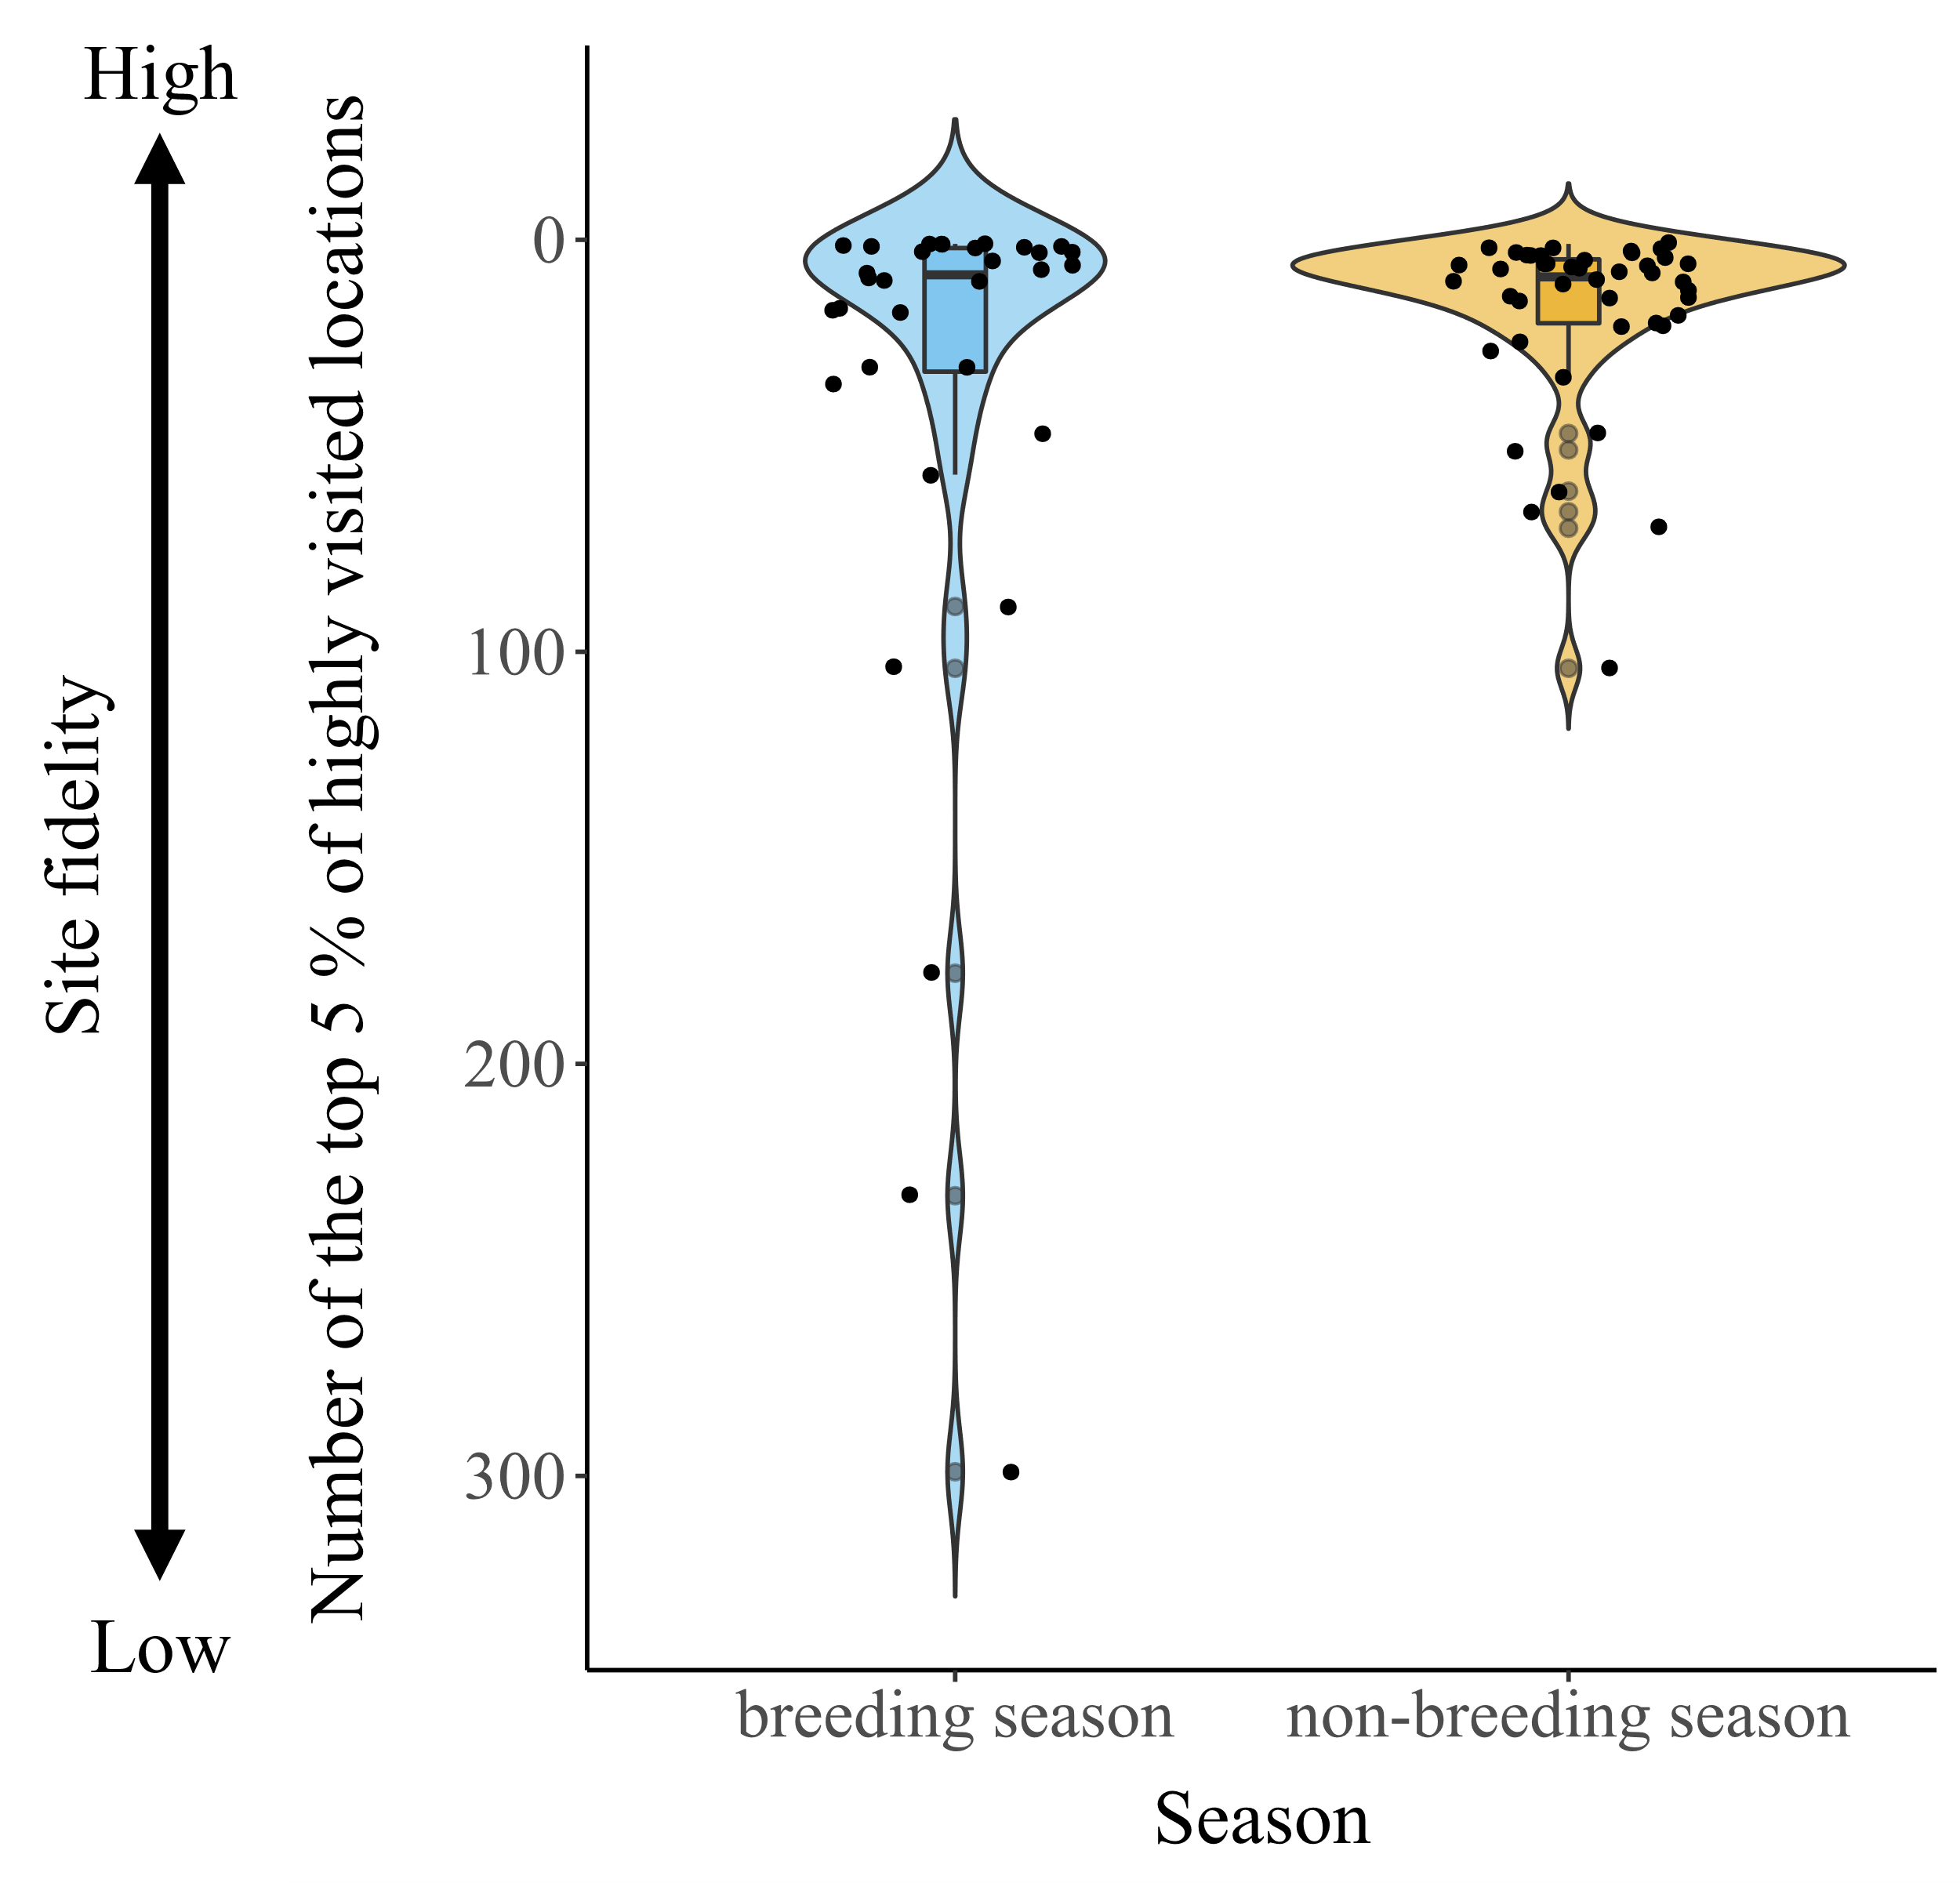 High
Site fidelity
Low
Number of the top 5 % of highly visited locations
0
100
200
300
breeding season
non-breeding season
Season